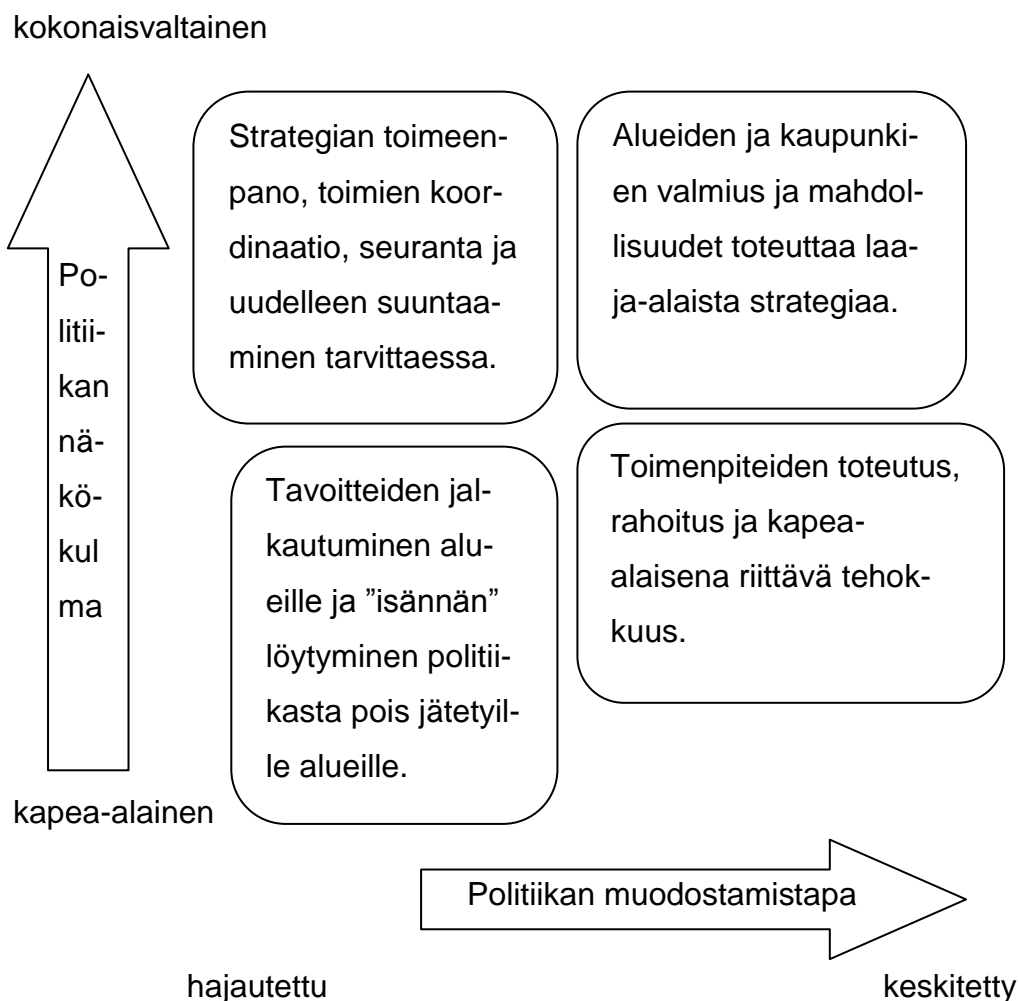 kokonaisvaltainen
Po-
litii-
kan
nä-
kö-
kul
ma
Strategian toimeen-
pano, toimien koor-
dinaatio, seuranta ja
uudelleen suuntaa-
minen tarvittaessa.
Alueiden ja kaupunki-
en valmius ja mahdol-
lisuudet toteuttaa laa-
ja-alaista strategiaa.
Tavoitteiden jal-
kautuminen alu-
eille ja ”isännän”
löytyminen politii-
kasta pois jätetyil-
le alueille.
Toimenpiteiden toteutus,
rahoitus ja kapea-
alaisena riittävä tehok-
kuus.
kapea-alainen
Politiikan muodostamistapa
hajautettu
keskitetty